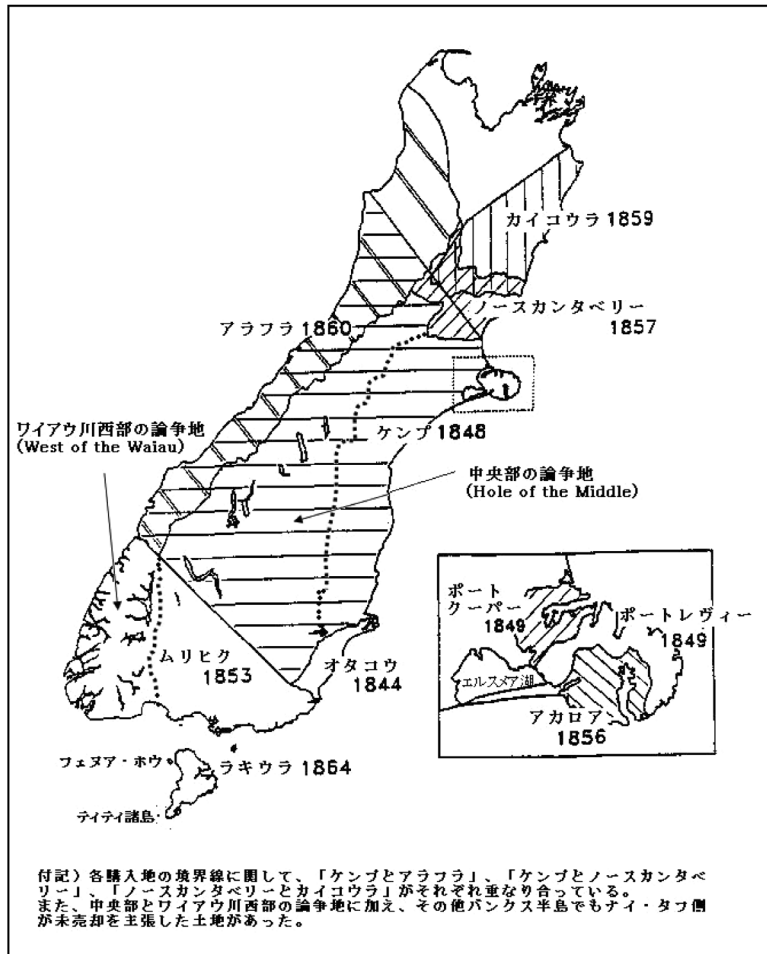 カイコウラ 1859
ノースカンタベリー
1857
アラフラ 1860
ワイアウ川西部の論争地
(West of the Waiau)
ケンプ 1848
中央部の論争地
(Hole of the Middle)
ポート
クーパー
1849
ポートレヴィー
1849
エルスメア湖
アカロア
1856
ムリヒク
1853
オタコウ
1844
フェヌア・ホウ
ラキウラ 1864
ティティ諸島
付記）各購入地の境界線に関して、「ケンプとアラフラ」、「ケンプとノースカンタベ
リー」、「ノースカンタベリーとカイコウラ」がそれぞれ重なり合っている。
また、中央部とワイアウ川西部の論争地に加え、その他バンクス半島でもナイ・タフ側
が未売却を主張した土地があった。